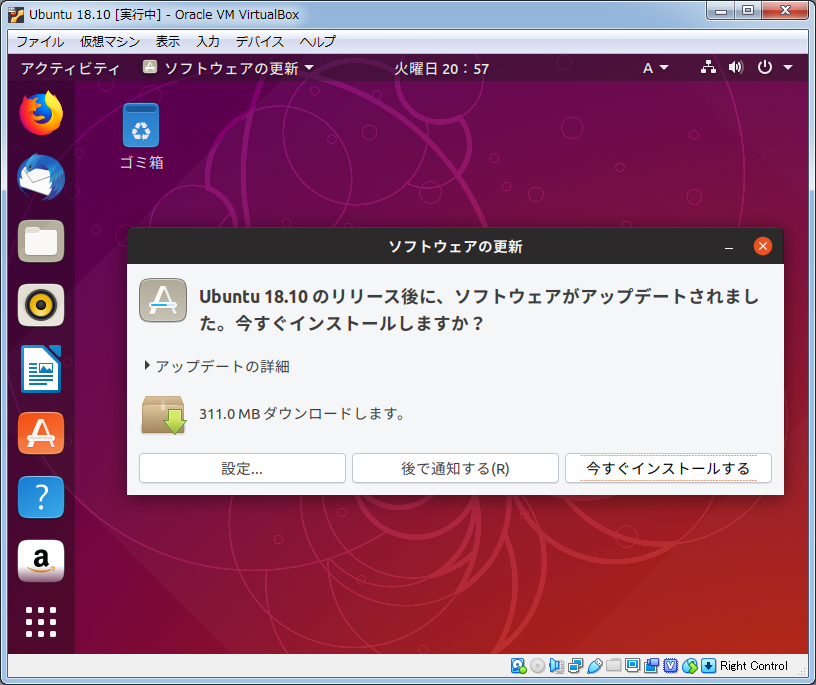 Ubuntu 18.10 [実行中] - Oracle VM VirtualBox
ファイル 仮想マシン 表示 入力 デバイス ヘルプ
アクティビティ ソフトウェアの更新 火曜日 20：57 A
ゴミ箱
ソフトウェアの更新
Ubuntu 18.10 のリリース後に、ソフトウェアがアップデートされまし
た。今すぐインストールしますか？
アップデートの詳細
311.0 MB ダウンロードします。
設定... 後で通知する(R) 今すぐインストールする
a
Right Control